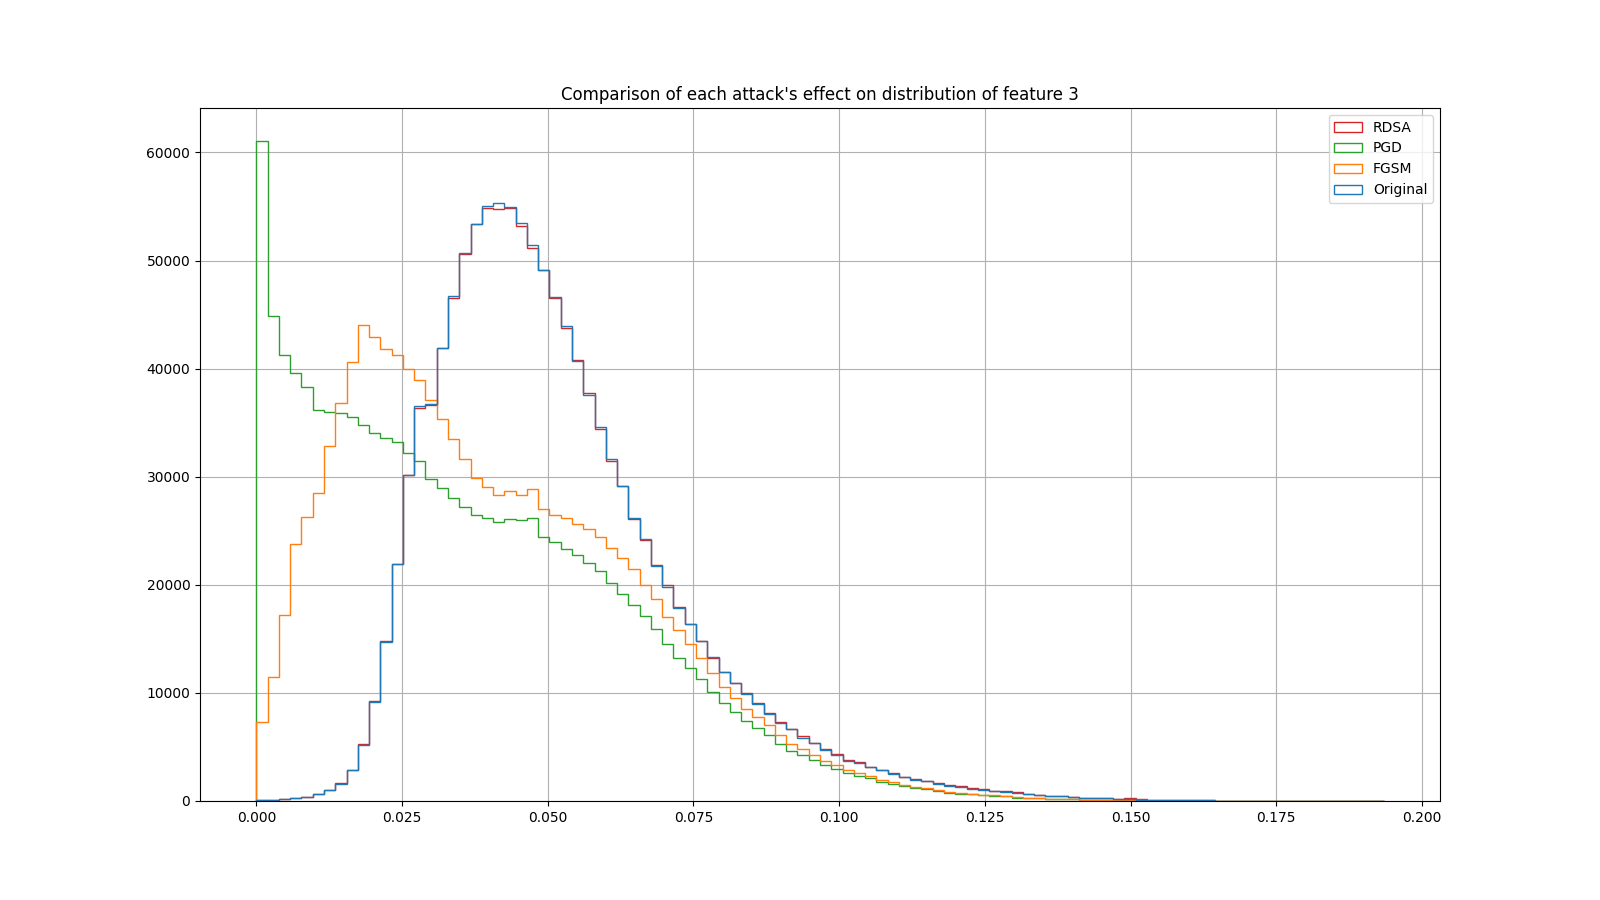 Comparison of each attack's effect on distribution of feature 3
RDSA
PGD
FGSM
Original
60000
50000
40000
30000
20000
10000
0
0.000 0.025 0.050 0.075 0.100 0.125 0.150 0.175 0.200